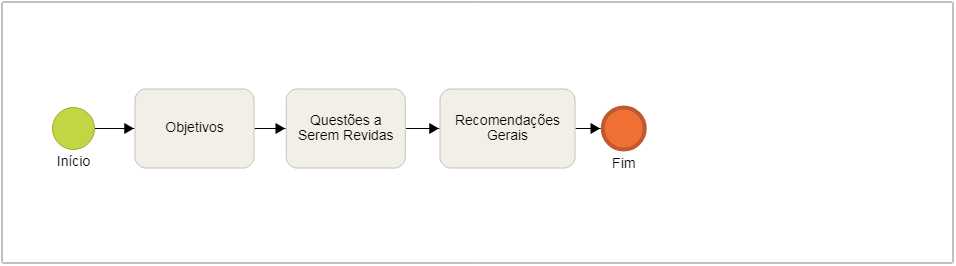 Início
Objetivos
Questões a
Serem Revidas
Recomendações
Gerais
Fim